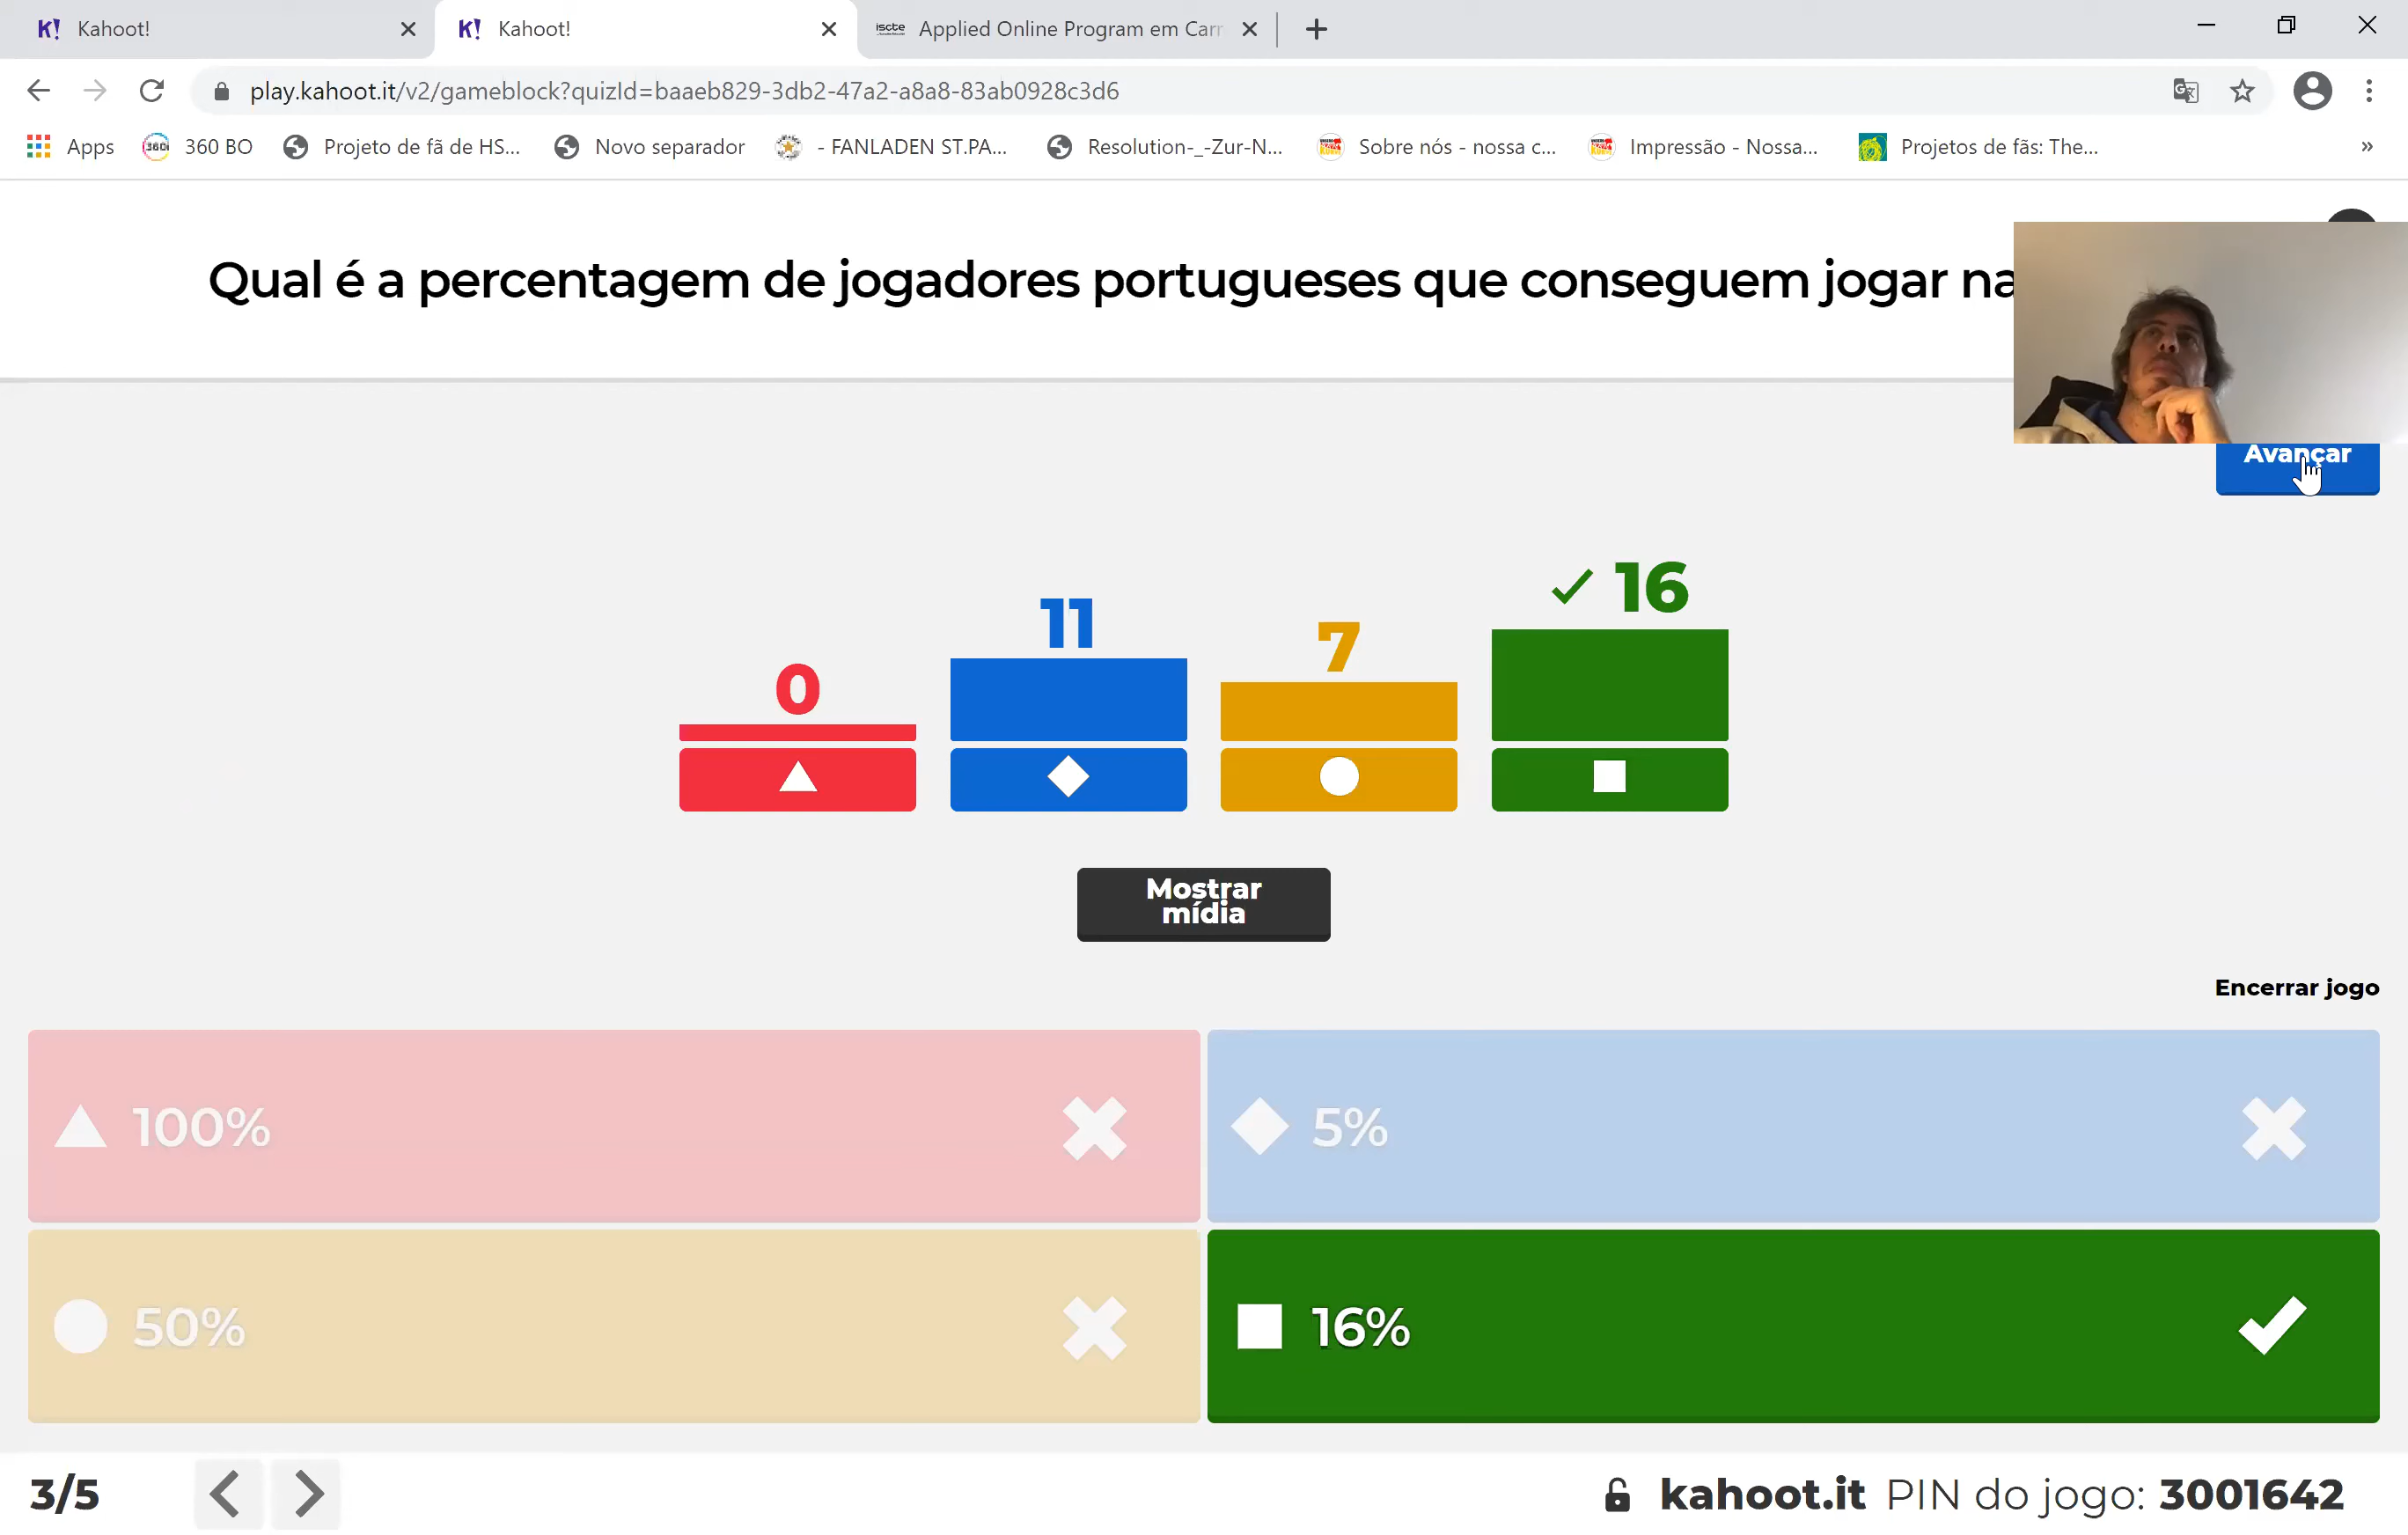 K! Kahoot!
K! Kahoot!
iscte Applied Online Program em Carr
play.kahoot.it/v2/gameblock?quizId=baaeb829-3db2-47a2-a8a8-83ab0928c3d6
Apps
360 BO
Projeto de fã de HS...
Novo separador
- FANLADEN ST.PA...
Resolution-_-Zur-N...
Sobre nós - nossa c...
Impressão - Nossa...
Projetos de fãs: The...
»
Qual é a percentagem de jogadores portugueses que conseguem jogar na
Avançar
0
11
7
16
Mostrar
mídia
Encerrar jogo
100%
5%
50%
16%
3/5
kahoot.it PIN do jogo: 3001642